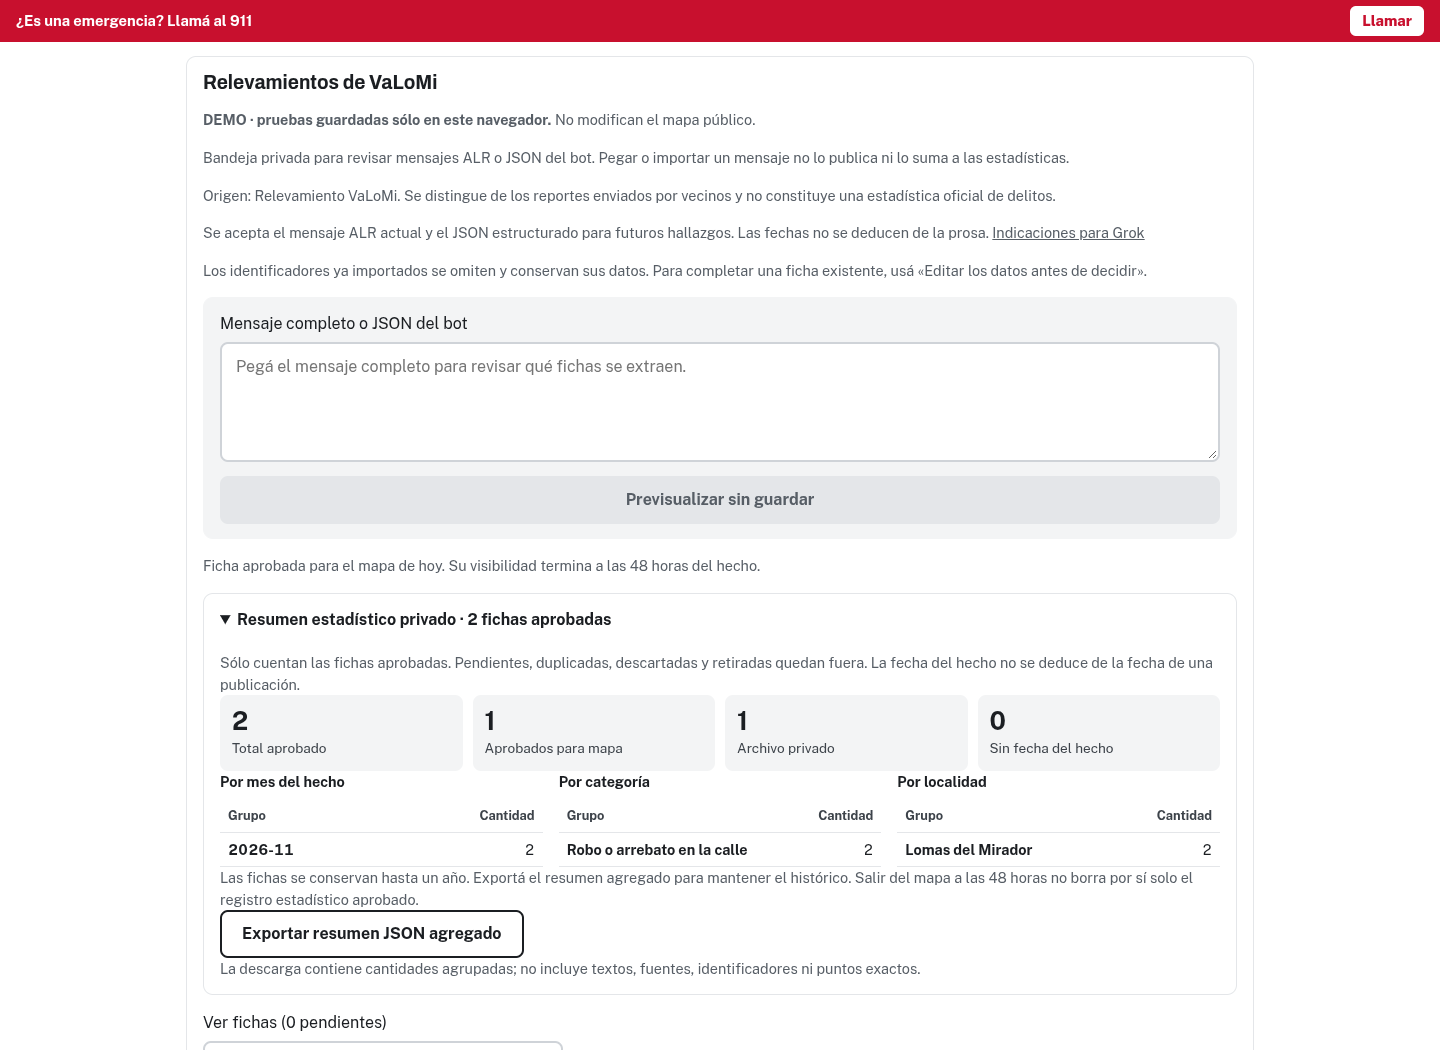 ¿Es una emergencia? Llamá al 911
Llamar
Relevamientos de VaLoMi
DEMO · pruebas guardadas sólo en este navegador. No modifican el mapa público.
Bandeja privada para revisar mensajes ALR o JSON del bot. Pegar o importar un mensaje no lo publica ni lo suma a las estadísticas.
Origen: Relevamiento VaLoMi. Se distingue de los reportes enviados por vecinos y no constituye una estadística oficial de delitos.
Se acepta el mensaje ALR actual y el JSON estructurado para futuros hallazgos. Las fechas no se deducen de la prosa. Indicaciones para Grok
Los identificadores ya importados se omiten y conservan sus datos. Para completar una ficha existente, usá «Editar los datos antes de decidir».
Mensaje completo o JSON del bot
Pegá el mensaje completo para revisar qué fichas se extraen.
Previsualizar sin guardar
Ficha aprobada para el mapa de hoy. Su visibilidad termina a las 48 horas del hecho.
▼ Resumen estadístico privado · 2 fichas aprobadas
Sólo cuentan las fichas aprobadas. Pendientes, duplicadas, descartadas y retiradas quedan fuera. La fecha del hecho no se deduce de la fecha de una
publicación.
2
Total aprobado
1
Aprobados para mapa
1
Archivo privado
0
Sin fecha del hecho
Por mes del hecho
Grupo Cantidad
2026-11 2
Por categoría
Grupo Cantidad
Robo o arrebato en la calle 2
Por localidad
Grupo Cantidad
Lomas del Mirador 2
Las fichas se conservan hasta un año. Exportá el resumen agregado para mantener el histórico. Salir del mapa a las 48 horas no borra por sí solo el
registro estadístico aprobado.
Exportar resumen JSON agregado
La descarga contiene cantidades agrupadas; no incluye textos, fuentes, identificadores ni puntos exactos.
Ver fichas (0 pendientes)